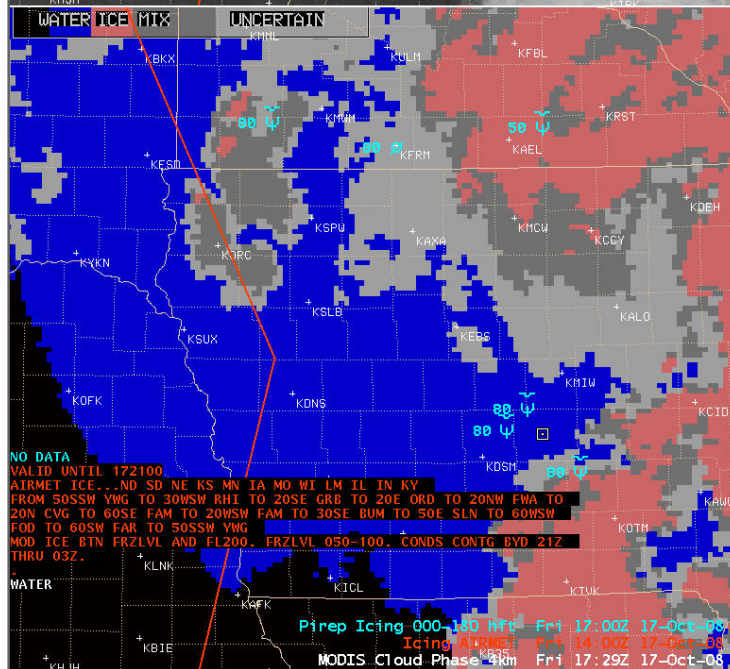 WATER ICE MIX UNCERTAIN
KMML
KULM
KFBL
KBKX
80
KMWM
50
KRST
KAEL
80
KFRM
KFSD
KDEH
KSPW
KMCW
KORC
KAXA
KCCY
KYKN
KSLB
KALO
KSUX
KEBS
KMIW
KOFK
KDNS
80
KCID
80
KDSM
80
NO DATA
VALID UNTIL 172100
AIRMET ICE...ND SD NE KS MN IA MO WI LM MI IL IN KY
FROM 50SSW YWG TO 30WSW RHI TO 20SE GRB TO 20E ORD TO 20NW FWA TO
20N CVG TO 60SE FAM TO 20WSW FAM TO 30SE BUM TO 50E SLN TO 60WSW
FOD TO 60SW FAR TO 50SSW YWG
MOD ICE BTN FRZLVL AND FL200. FRZLVL 050-100. CONDS CONTG BYD 21Z
THRU 03Z.
KOTM
KLNK
WATER
KICL
KAFK
Pirep Icing 000-180 hft Fri 17:00Z 17-Oct-08
Icing AIRMET Fri 14:00Z 17-Oct-08
KBIE
MODIS Cloud Phase 4km Fri 17:29Z 17-Oct-08